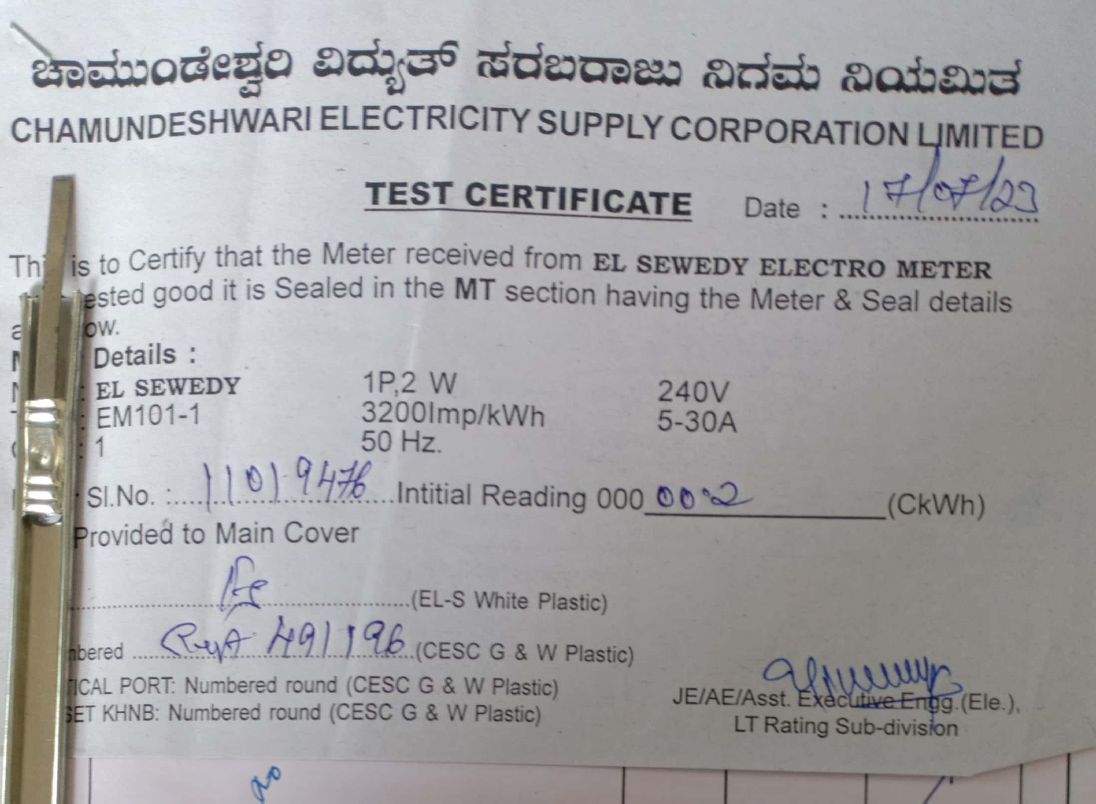 ಚಾಮುಂಡೇಶ್ವರಿ ವಿದ್ಯುತ್ ಸರಬರಾಜು ನಿಗಮ ನಿಯಮಿತ
CHAMUNDESHWARI ELECTRICITY SUPPLY CORPORATION LIMITED
TEST CERTIFICATE Date : 17/07/23
is to Certify that the Meter received from EL SEWEDY ELECTRO METER
ested good it is Sealed in the MT section having the Meter & Seal details
ow.
Details :
: EL SEWEDY 1P,2 W 240V
: EM101-1 3200Imp/kWh 5-30A
: 1 50 Hz.
Sl.No. : 11019476 Intitial Reading 000 00.2 (CkWh)
Provided to Main Cover
(EL-S White Plastic)
nbered 491196 (CESC G & W Plastic)
TICAL PORT: Numbered round (CESC G & W Plastic)
SET KHNB: Numbered round (CESC G & W Plastic)
JE/AE/Asst. Executive Engg.(Ele.),
LT Rating Sub-division